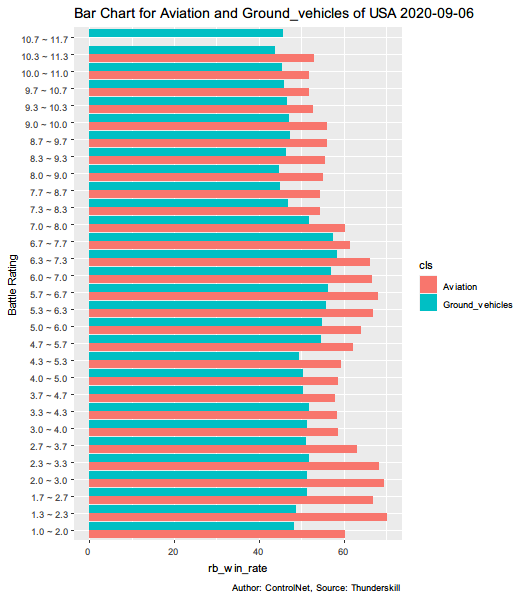 Bar Chart for Aviation and Ground_vehicles of USA 2020-09-06
10.7 ~ 11.7
10.3 ~ 11.3
10.0 ~ 11.0
9.7 ~ 10.7
9.3 ~ 10.3
9.0 ~ 10.0
8.7 ~ 9.7
8.3 ~ 9.3
8.0 ~ 9.0
7.7 ~ 8.7
7.3 ~ 8.3
7.0 ~ 8.0
6.7 ~ 7.7
6.3 ~ 7.3
6.0 ~ 7.0
5.7 ~ 6.7
5.3 ~ 6.3
5.0 ~ 6.0
4.7 ~ 5.7
4.3 ~ 5.3
4.0 ~ 5.0
3.7 ~ 4.7
3.3 ~ 4.3
3.0 ~ 4.0
2.7 ~ 3.7
2.3 ~ 3.3
2.0 ~ 3.0
1.7 ~ 2.7
1.3 ~ 2.3
1.0 ~ 2.0
Battle Rating
0 20 40 60
rb_win_rate
cls
Aviation
Ground_vehicles
Author: ControlNet, Source: Thunderskill